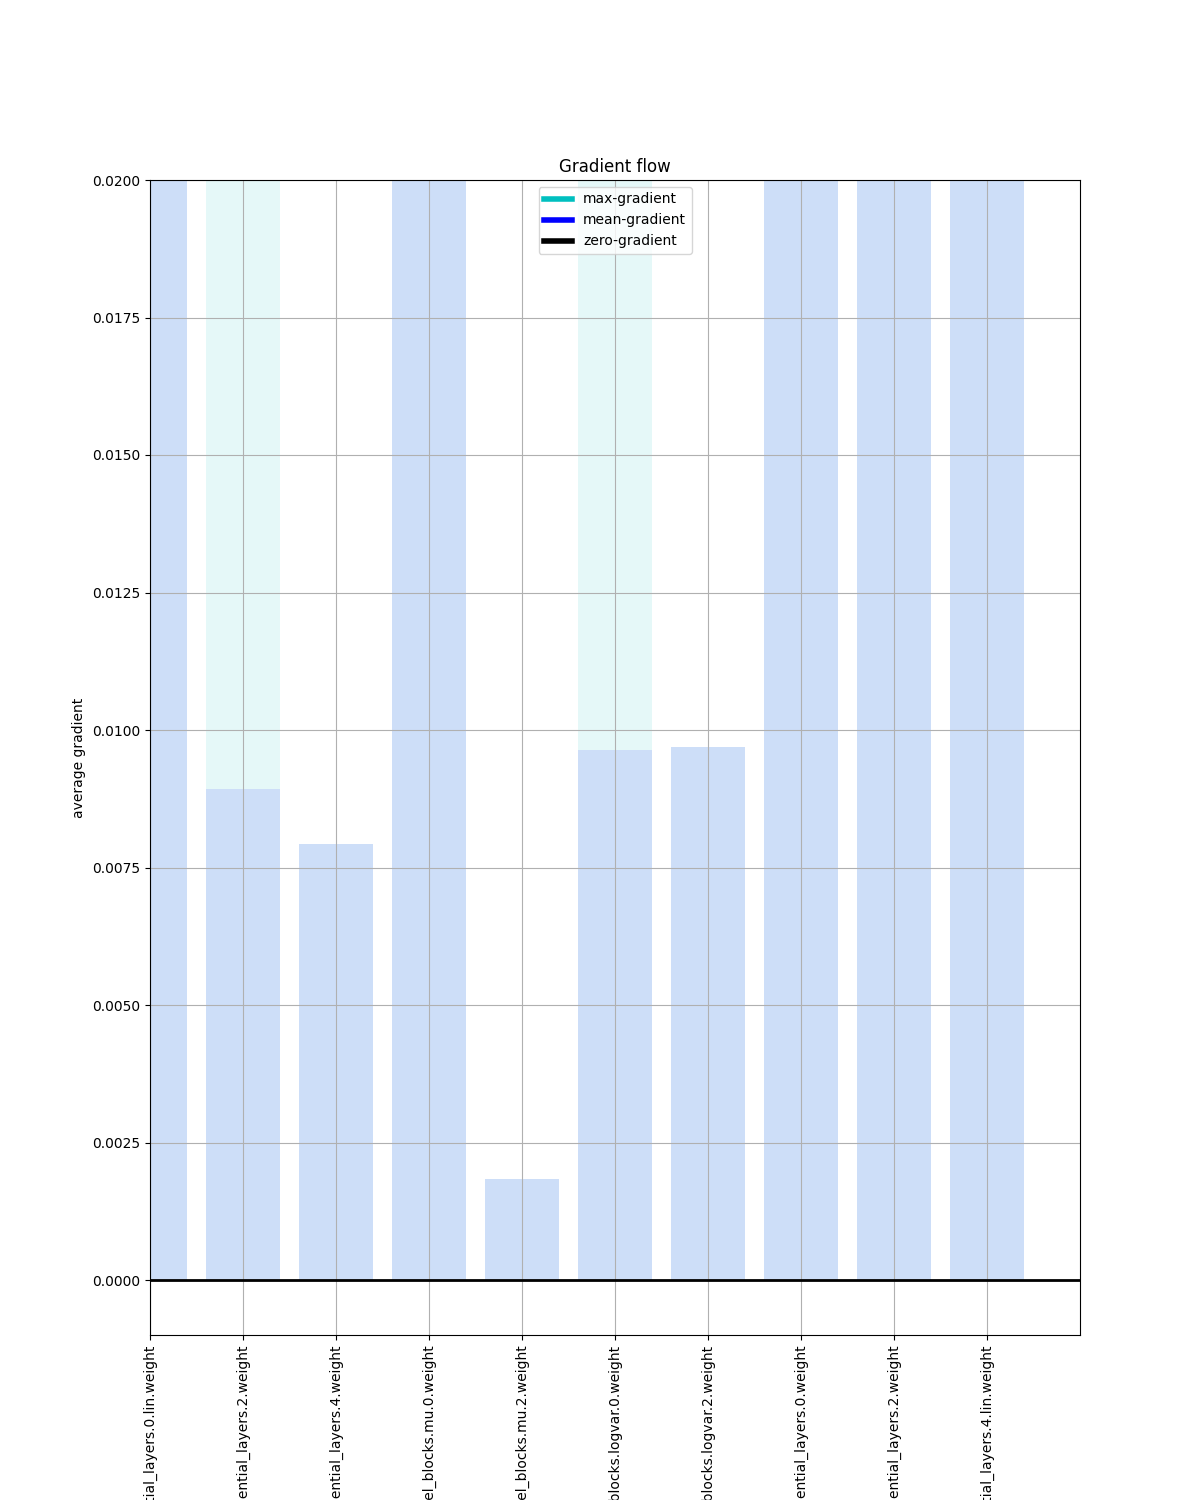 Gradient flow
max-gradient
mean-gradient
zero-gradient
0.0200
0.0175
0.0150
0.0125
0.0100
0.0075
0.0050
0.0025
0.0000
average gradient
tial_layers.0.lin.weight
ential_layers.2.weight
ential_layers.4.weight
el_blocks.mu.0.weight
el_blocks.mu.2.weight
blocks.logvar.0.weight
blocks.logvar.2.weight
ential_layers.0.weight
ential_layers.2.weight
tial_layers.4.lin.weight